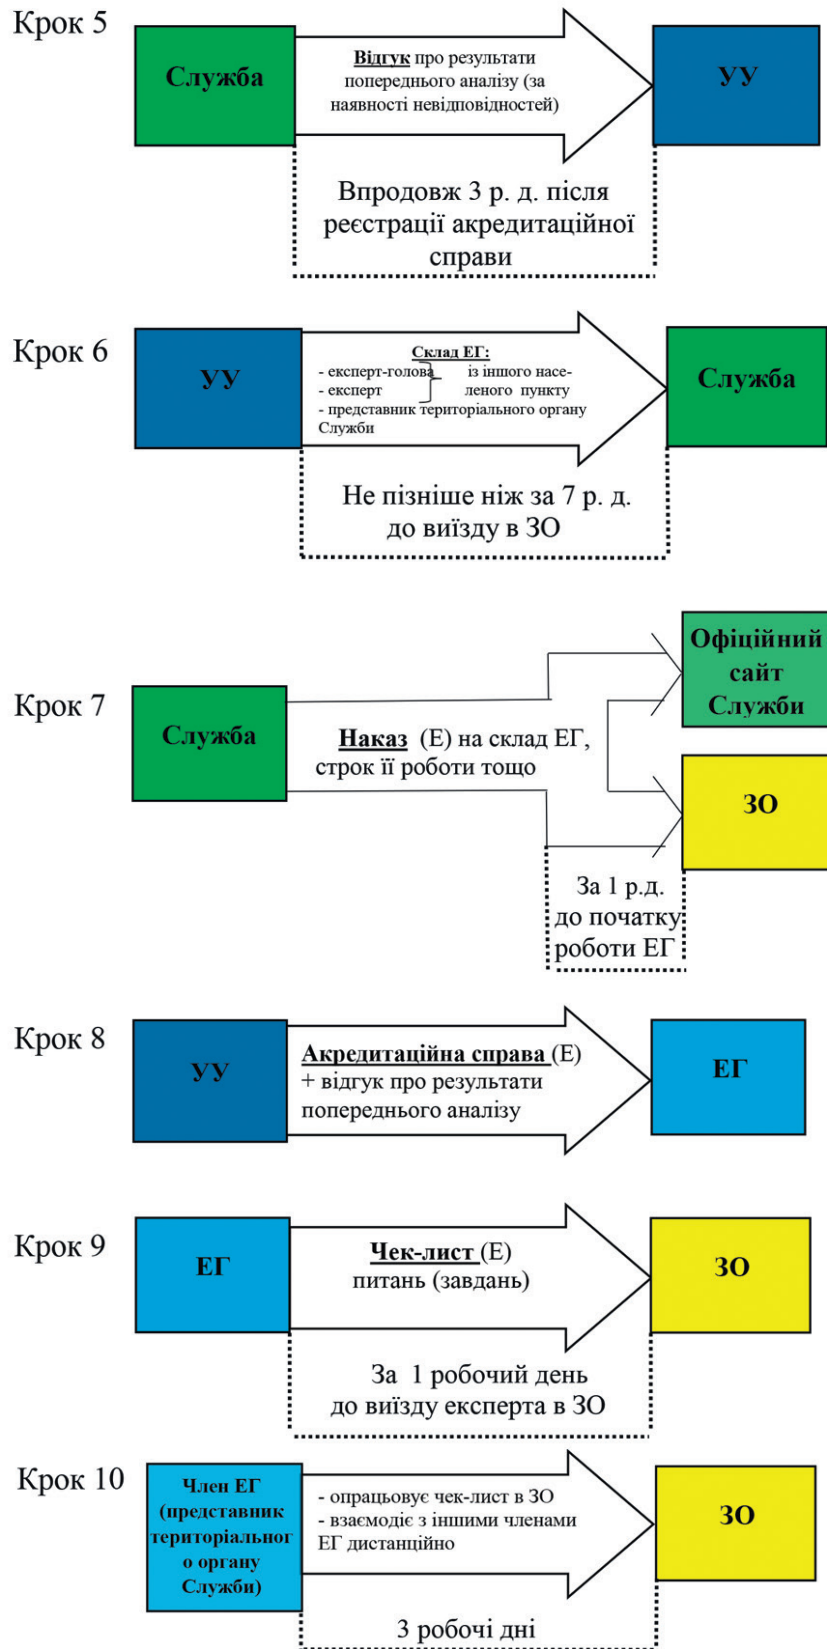 Крок 5
Служба
Відгук про результати
попереднього аналізу (за
наявності невідповідностей)
УУ
Впродовж 3 р. д. після
реєстрації акредитаційної
справи
Крок 6
УУ
Склад ЕГ:
- експерт-голова із іншого насе-
- експерт леного пункту
- представник територіального органу
Служби
Служба
Не пізніше ніж за 7 р. д.
до виїзду в ЗО
Крок 7
Служба
Наказ (Е) на склад ЕГ,
строк її роботи тощо
Офіційний
сайт
Служби
ЗО
За 1 р.д.
до початку
роботи ЕГ
Крок 8
УУ
Акредитаційна справа (Е)
+ відгук про результати
попереднього аналізу
ЕГ
Крок 9
ЕГ
Чек-лист (Е)
питань (завдань)
ЗО
За 1 робочий день
до виїзду експерта в ЗО
Крок 10
Член ЕГ
(представник
територіальног
о органу
Служби)
- опрацьовує чек-лист в ЗО
- взаємодіє з іншими членами
ЕГ дистанційно
ЗО
3 робочі дні